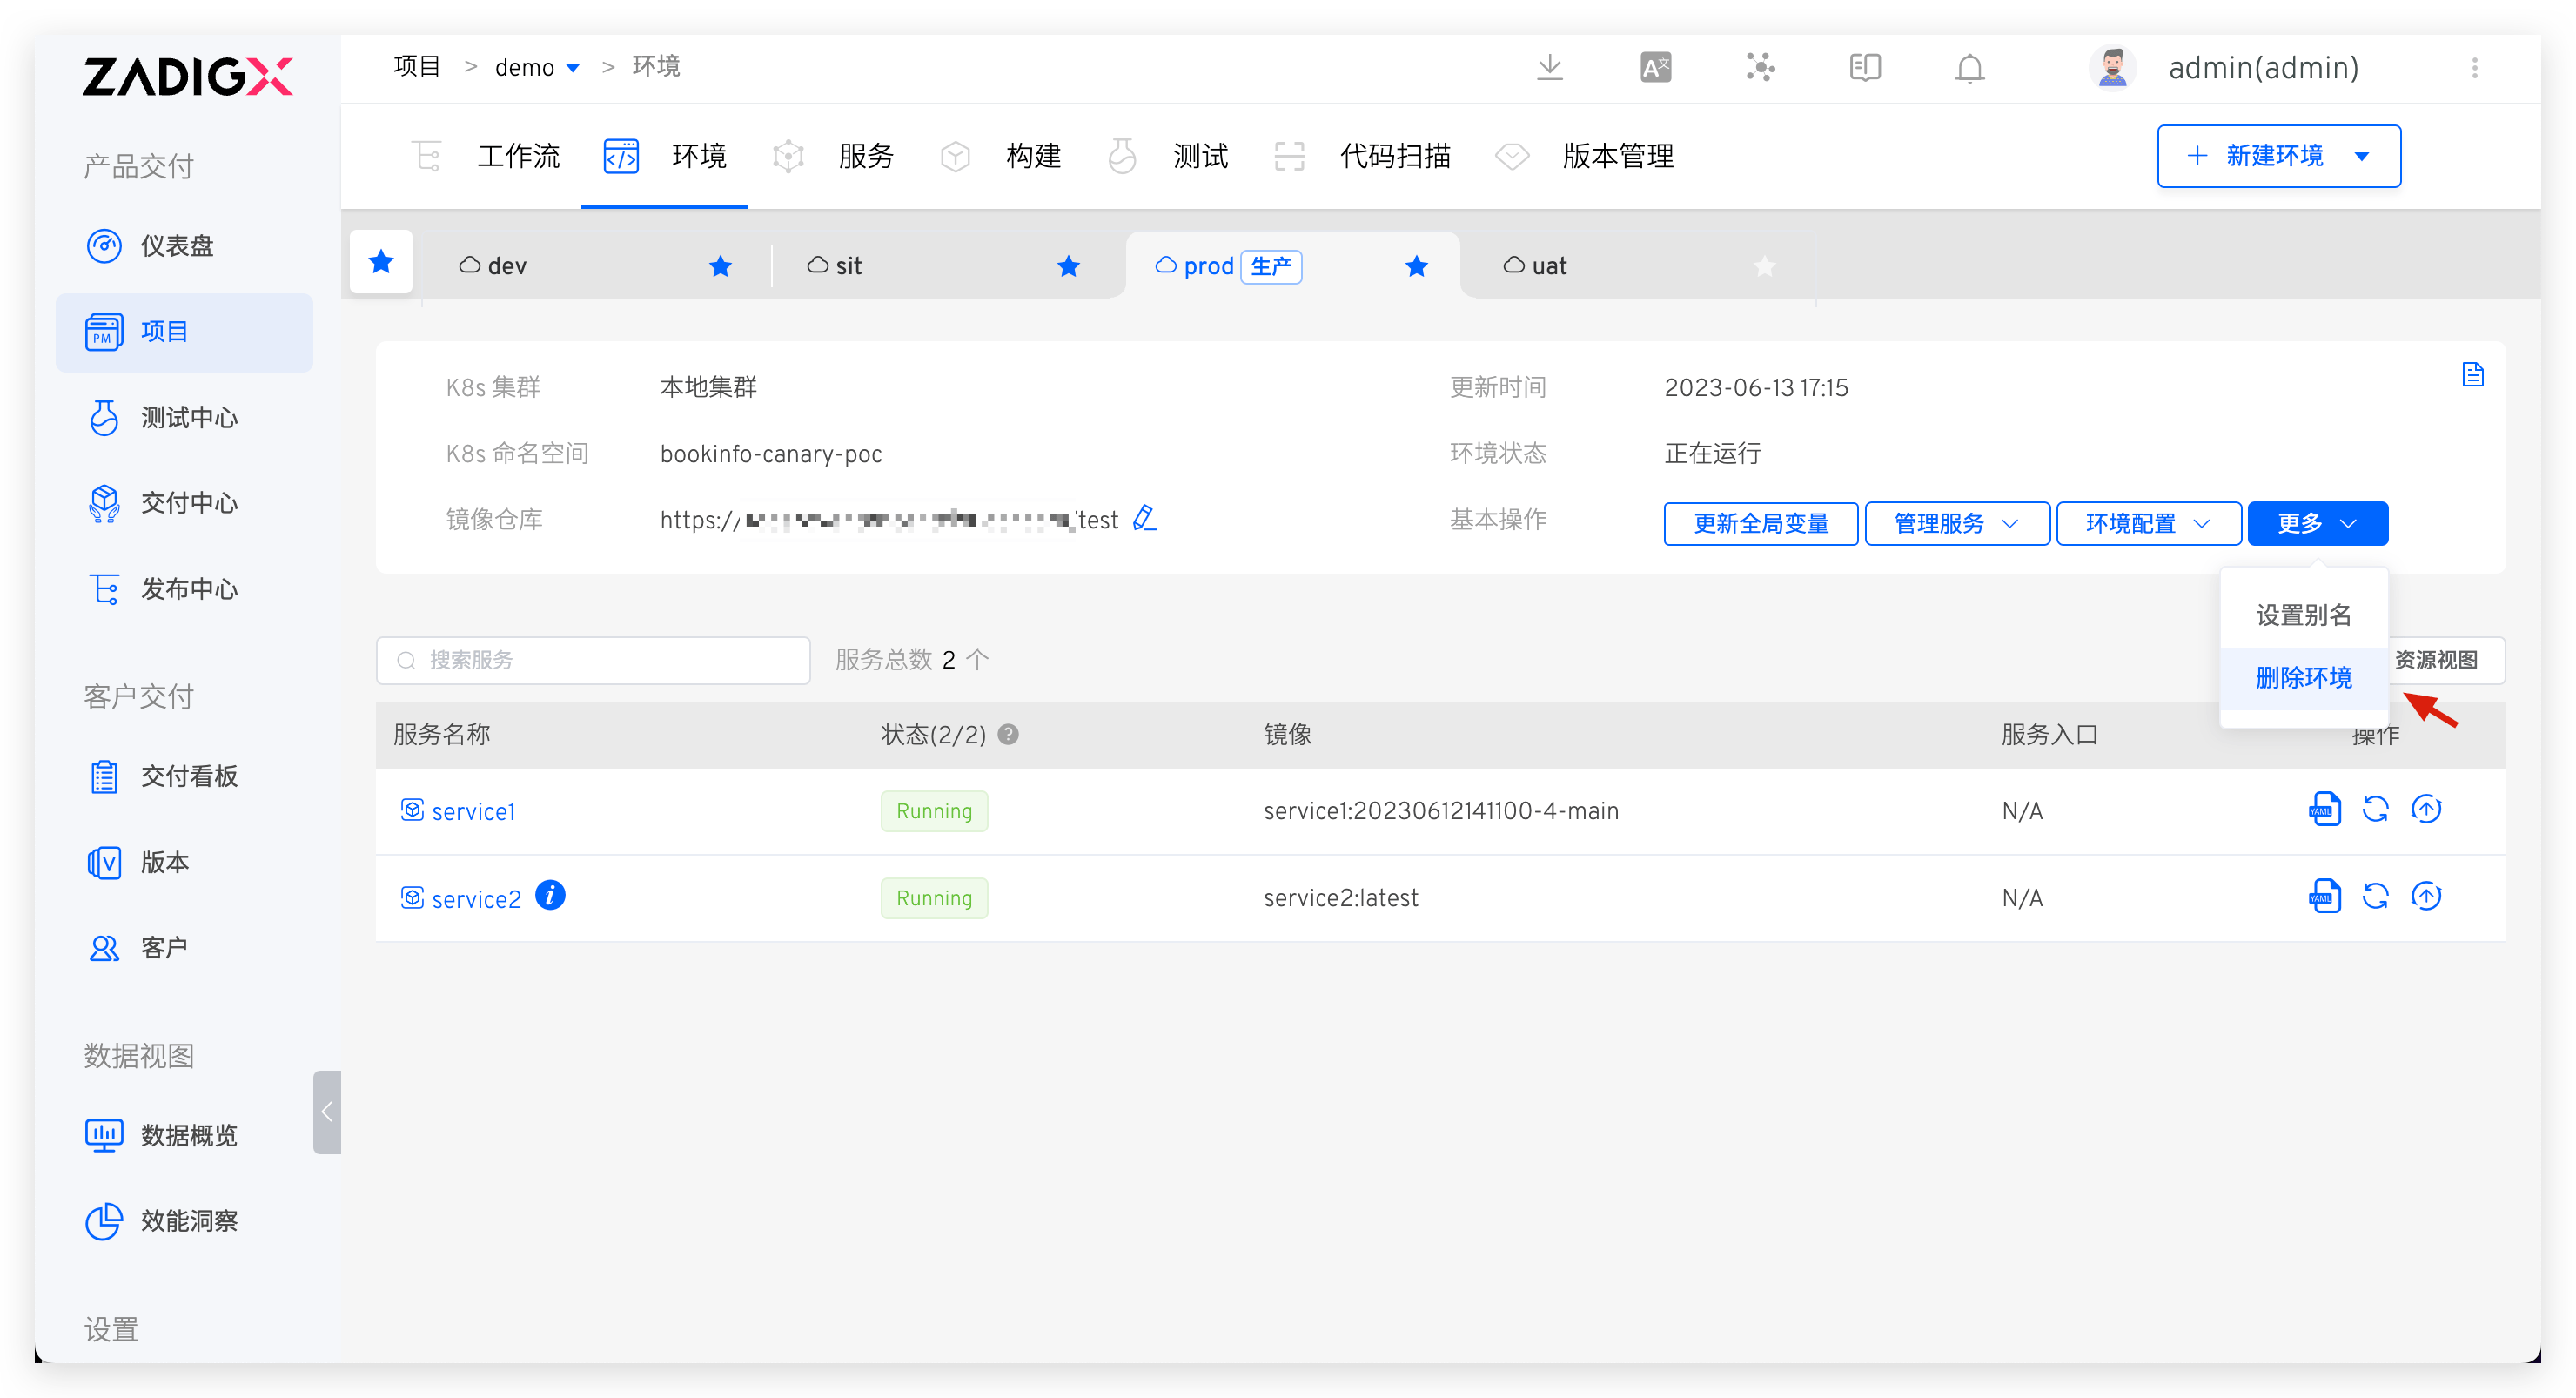 ZADIGX
项目 > demo > 环境
admin(admin)
工作流 环境 服务 构建 测试 代码扫描 版本管理
+ 新建环境
产品交付
仪表盘
项目
测试中心
交付中心
发布中心
客户交付
交付看板
版本
客户
数据视图
数据概览
效能洞察
设置
dev sit prod 生产 uat
K8s 集群 本地集群 更新时间 2023-06-13 17:15
K8s 命名空间 bookinfo-canary-poc 环境状态 正在运行
镜像仓库 https:// test 基本操作 更新全局变量 管理服务 环境配置 更多
设置别名
删除环境
搜索服务 服务总数 2 个 资源视图
服务名称 状态(2/2) 镜像 服务入口 操作
service1 Running service1:20230612141100-4-main N/A YAML
service2 Running service2:latest N/A YAML